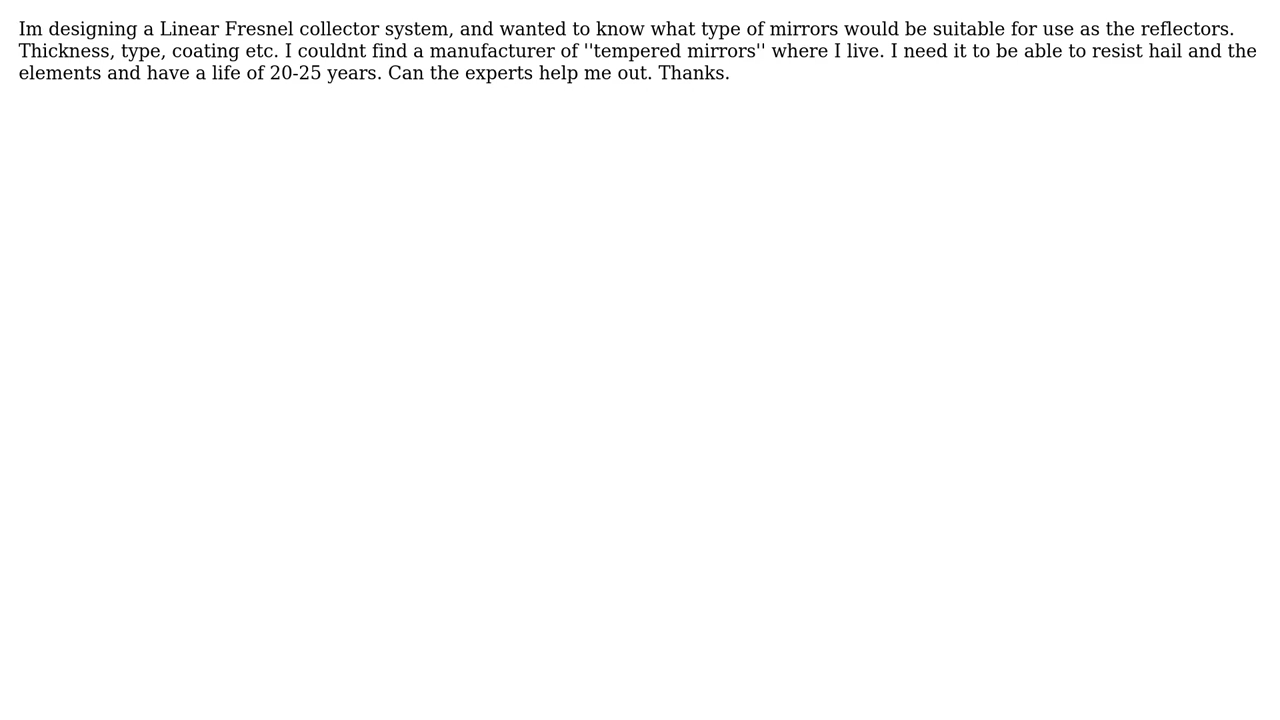 Im designing a Linear Fresnel collector system, and wanted to know what type of mirrors would be suitable for use as the reflectors.
Thickness, type, coating etc. I couldnt find a manufacturer of ''tempered mirrors'' where I live. I need it to be able to resist hail and the
elements and have a life of 20-25 years. Can the experts help me out. Thanks.